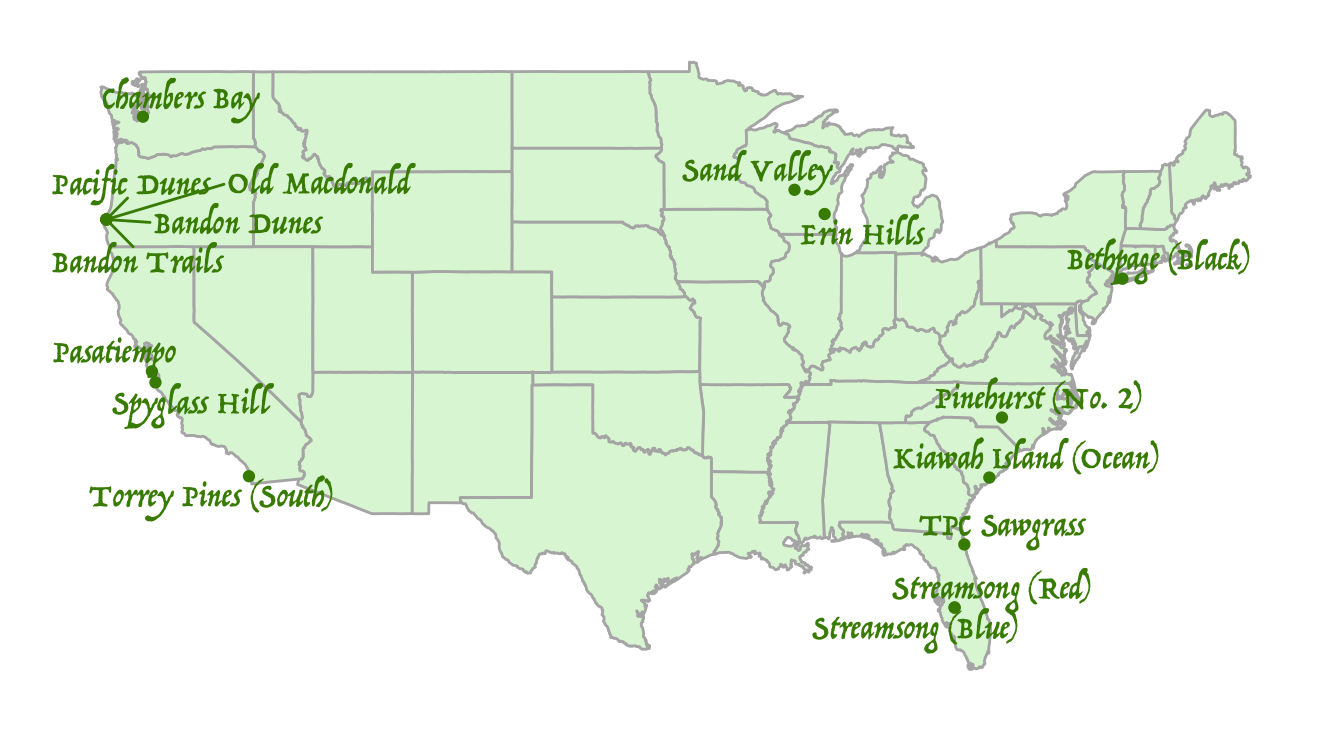 Chambers Bay
Pacific Dunes
Old Macdonald
Bandon Dunes
Bandon Trails
Sand Valley
Erin Hills
Bethpage (Black)
Pasatiempo
Spyglass Hill
Torrey Pines (South)
Pinehurst (No. 2)
Kiawah Island (Ocean)
TPC Sawgrass
Streamsong (Red)
Streamsong (Blue)